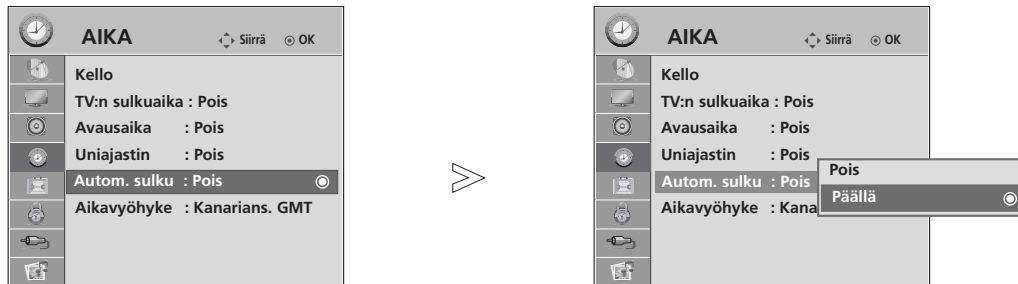 AIKA Siirrä OK
Kello
TV:n sulkuaika : Pois
Avausaika : Pois
Uniajastin : Pois
Autom. sulku : Pois
Aikavyöhyke : Kanarians. GMT
AIKA Siirrä OK
Kello
TV:n sulkuaika : Pois
Avausaika : Pois
Uniajastin : Pois
Autom. sulku : Pois
Aikavyöhyke : Kana
Pois
Päällä